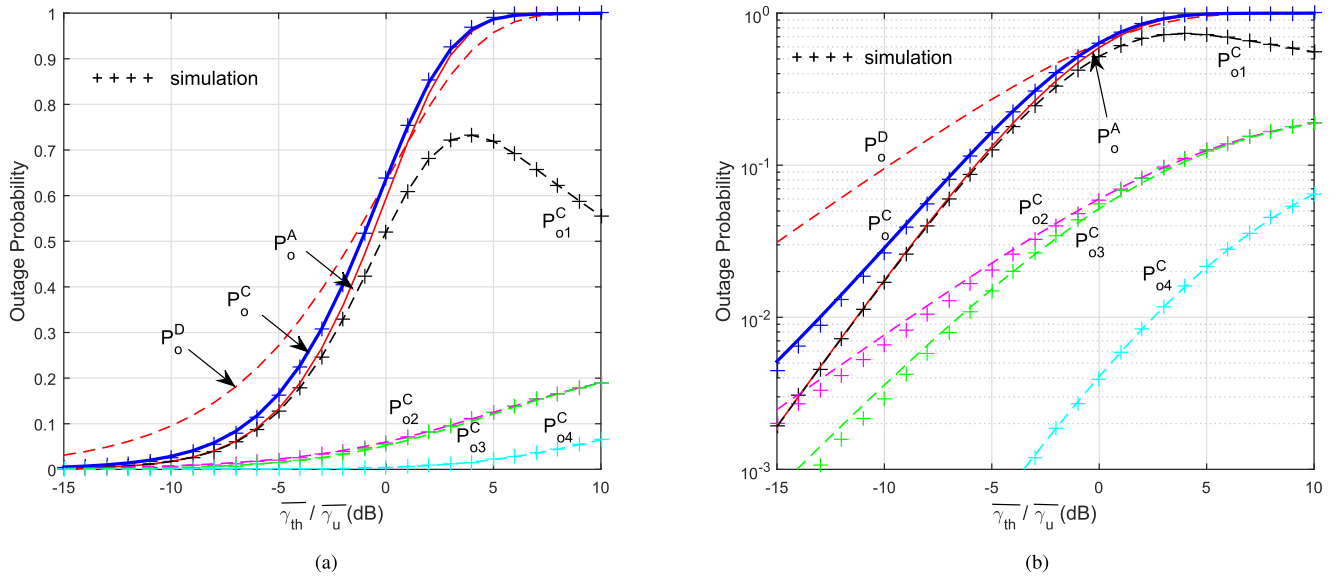 1
0.9
0.8
0.7
0.6
0.5
0.4
0.3
0.2
0.1
0
-15
-10
-5
0
5
10
Outage Probability
γ_th / γ_u (dB)
++++ simulation
P_o^D
P_o^C
P_o^A
P_o1^C
P_o2^C
P_o3^C
P_o4^C
(a)
10^0
10^-1
10^-2
10^-3
-15
-10
-5
0
5
10
Outage Probability
γ_th / γ_u (dB)
++++ simulation
P_o1^C
P_o^D
P_o^A
P_o^C
P_o2^C
P_o3^C
P_o4^C
(b)